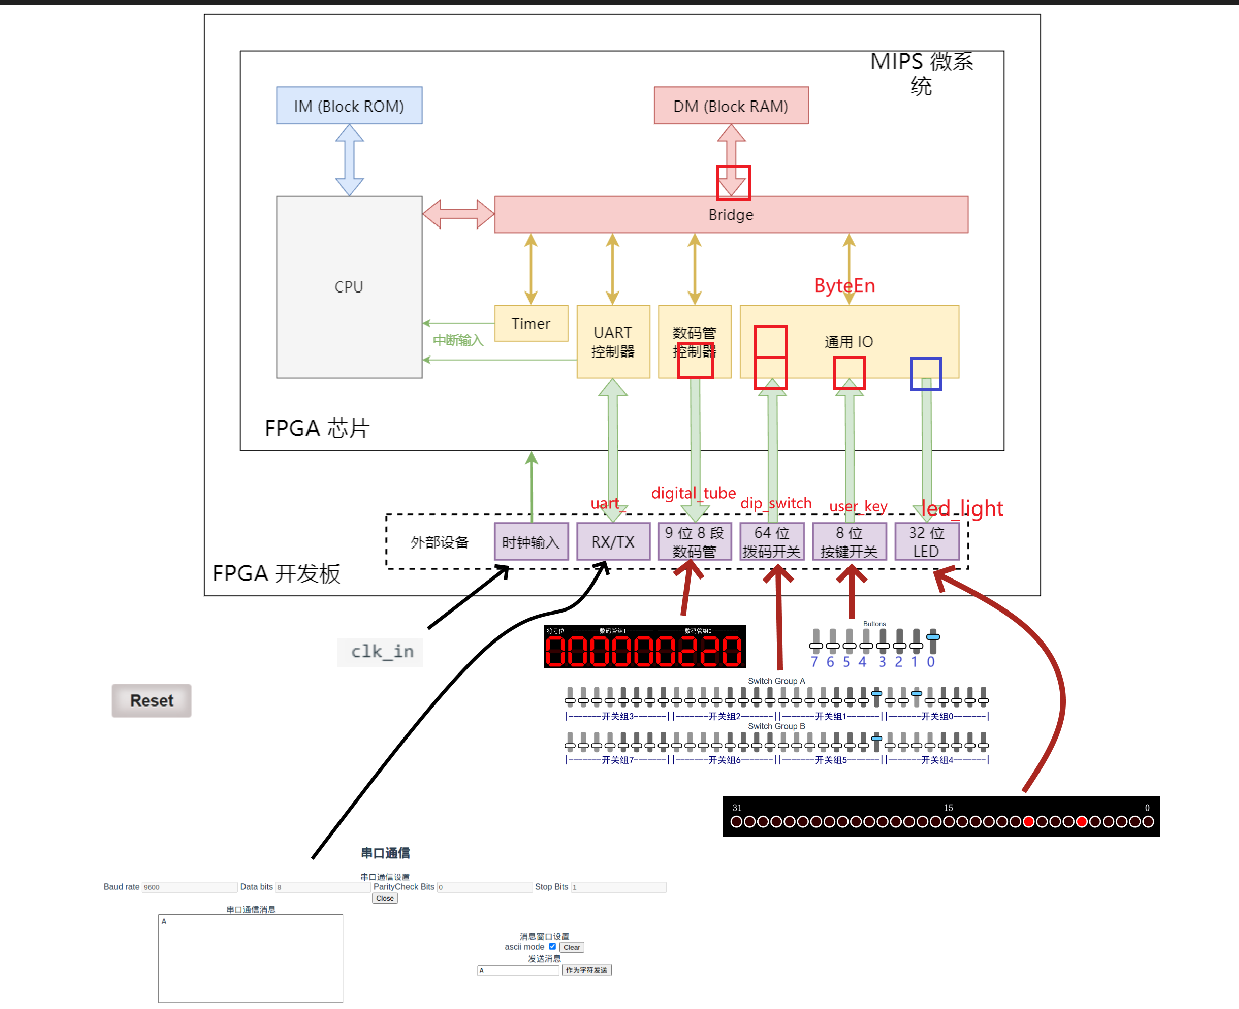 MIPS 微系
统
IM (Block ROM)
DM (Block RAM)
Bridge
CPU
ByteEn
Timer
中断输入
UART
控制器
数码管
控制器
通用 IO
FPGA 芯片
uart_
digital_tube
dip_switch
user_key
led_light
外部设备
时钟输入
RX/TX
9 位 8 段
数码管
64 位
拨码开关
8 位
按键开关
32 位
LED
FPGA 开发板
clk_in
000000220
Buttons
7 6 5 4 3 2 1 0
Reset
Switch Group A
|-------开关组3-------||-------开关组2-------||-------开关组1-------||-------开关组0-------|
Switch Group B
|-------开关组7-------||-------开关组6-------||-------开关组5-------||-------开关组4-------|
31 15 0
串口通信
串口通信设置
Baud rate 9600 Data bits 8 ParityCheck Bits 0 Stop Bits 1
Close
串口通信消息
A
消息窗口设置
ascii mode Clear
发送消息
A 作为字符发送